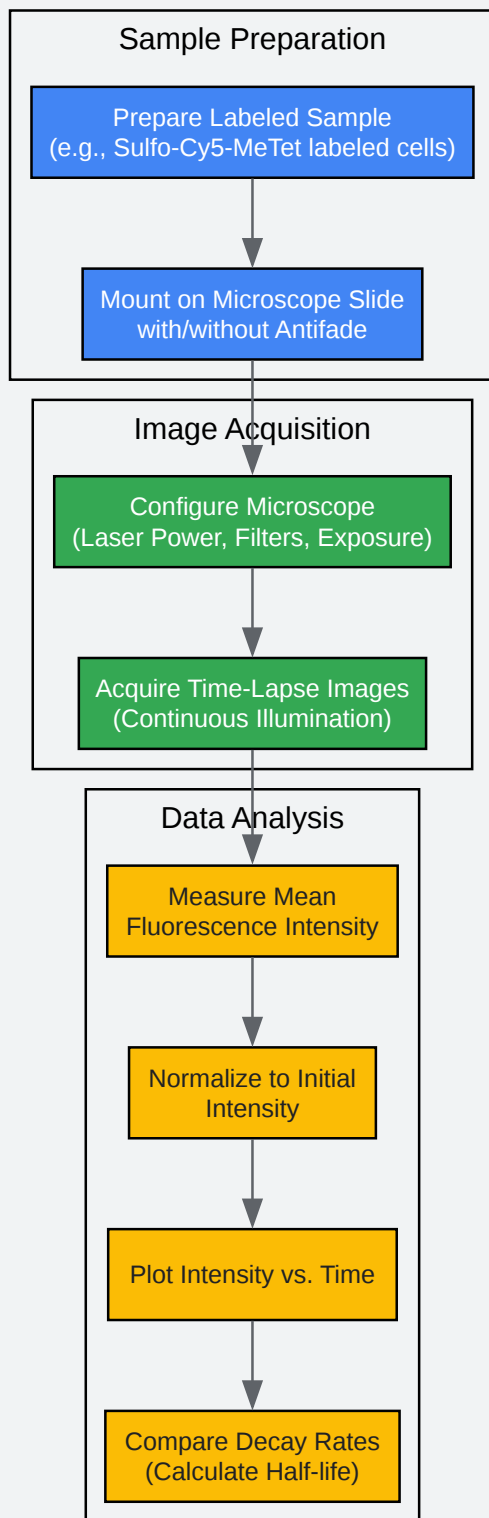 Sample Preparation
Prepare Labeled Sample
(e.g., Sulfo-Cy5-MeTet labeled cells)
Mount on Microscope Slide
with/without Antifade
Image Acquisition
Configure Microscope
(Laser Power, Filters, Exposure)
Acquire Time-Lapse Images
(Continuous Illumination)
Data Analysis
Measure Mean
Fluorescence Intensity
Normalize to Initial
Intensity
Plot Intensity vs. Time
Compare Decay Rates
(Calculate Half-life)